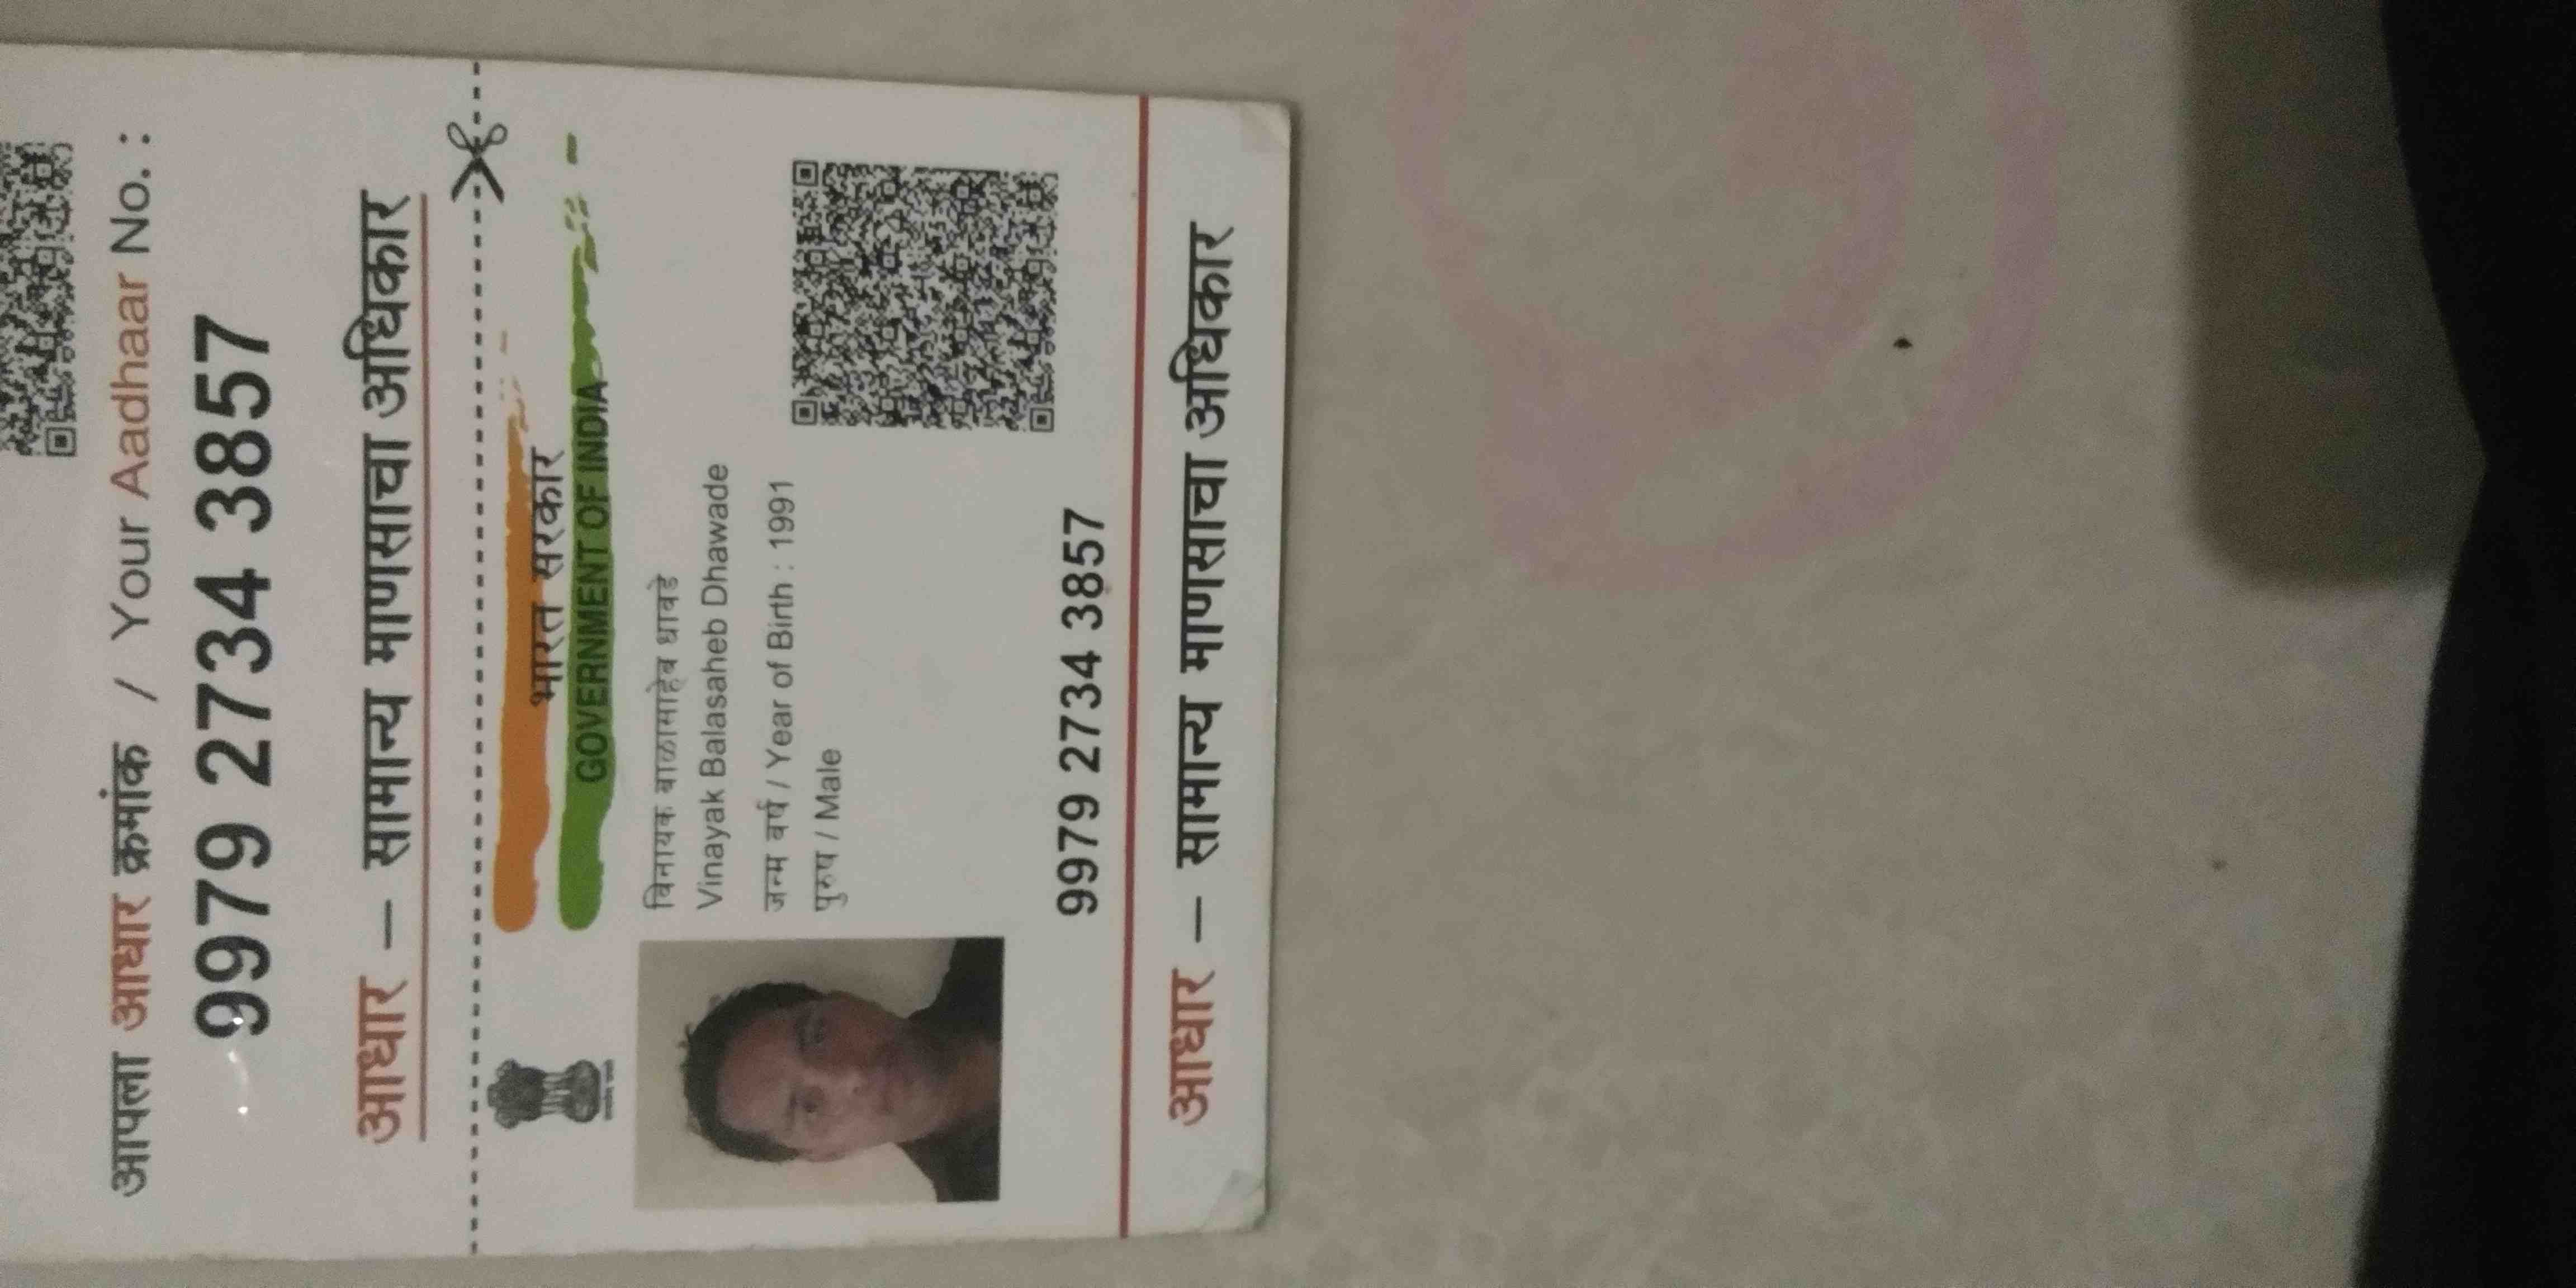 आपला आधार क्रमांक / Your Aadhaar No. :
9979 2734 3857
आधार – सामान्य माणसाचा अधिकार
भारत सरकार
GOVERNMENT OF INDIA
विनायक बाळासाहेब धावडे
Vinayak Balasaheb Dhawade
जन्म वर्ष / Year of Birth : 1991
पुरुष / Male
9979 2734 3857
आधार – सामान्य माणसाचा अधिकार